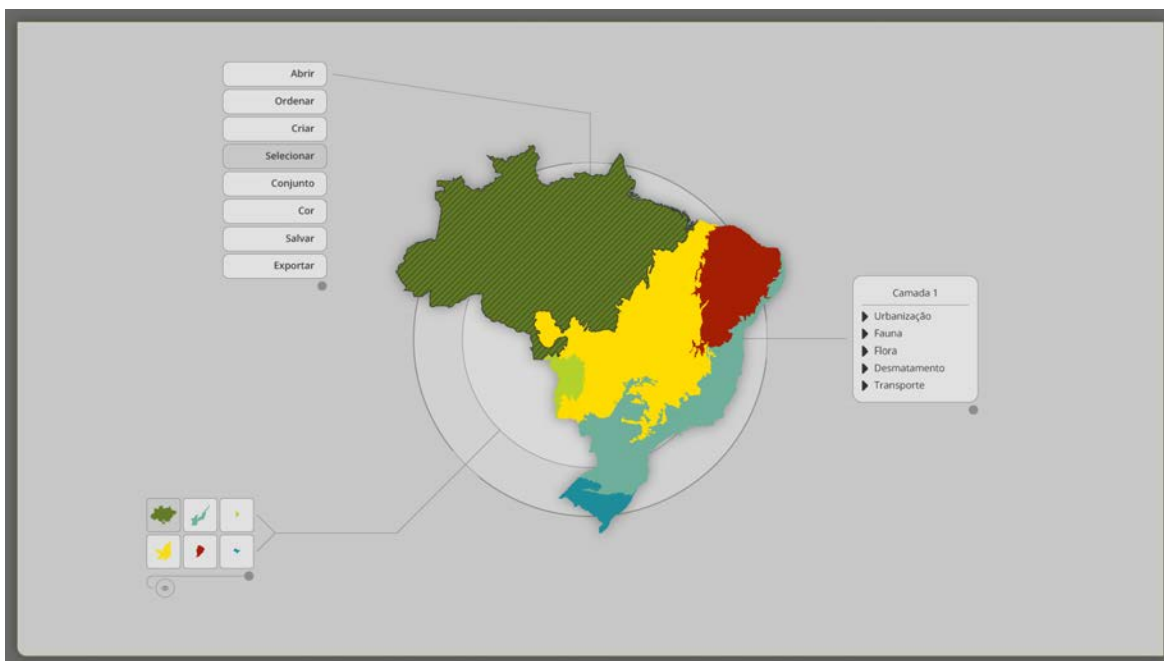 Abrir
Ordenar
Criar
Selecionar
Conjunto
Cor
Salvar
Exportar
Camada 1
Urbanização
Fauna
Flora
Desmatamento
Transporte